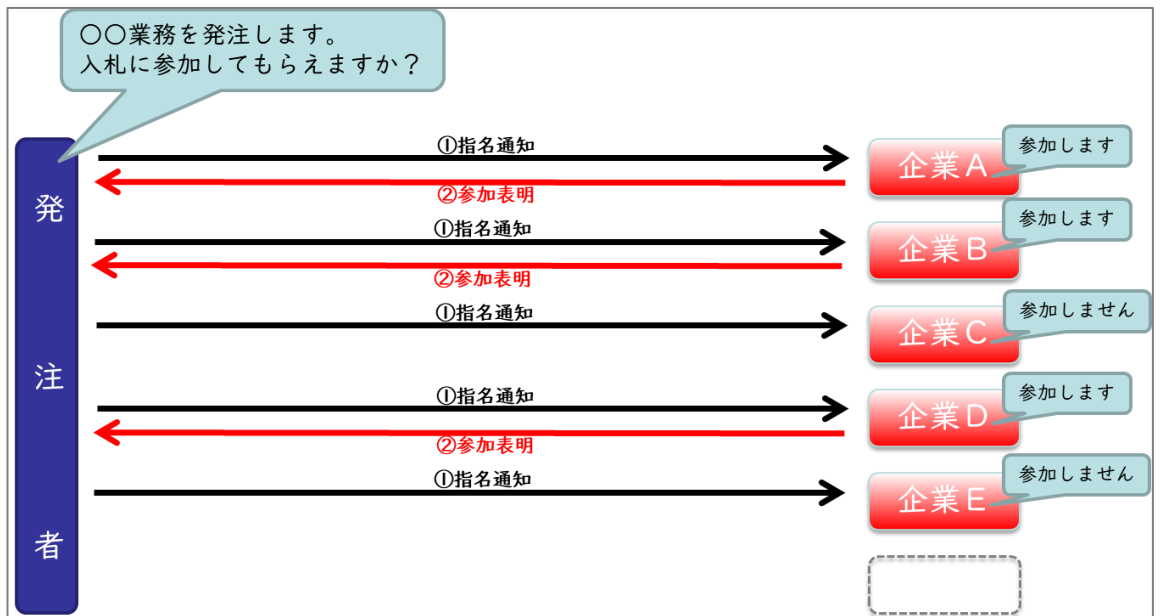 〇〇業務を発注します。
入札に参加してもらえますか？
発注者
①指名通知
企業A
参加します
②参加表明
①指名通知
企業B
参加します
②参加表明
①指名通知
企業C
参加しません
①指名通知
企業D
参加します
②参加表明
①指名通知
企業E
参加しません